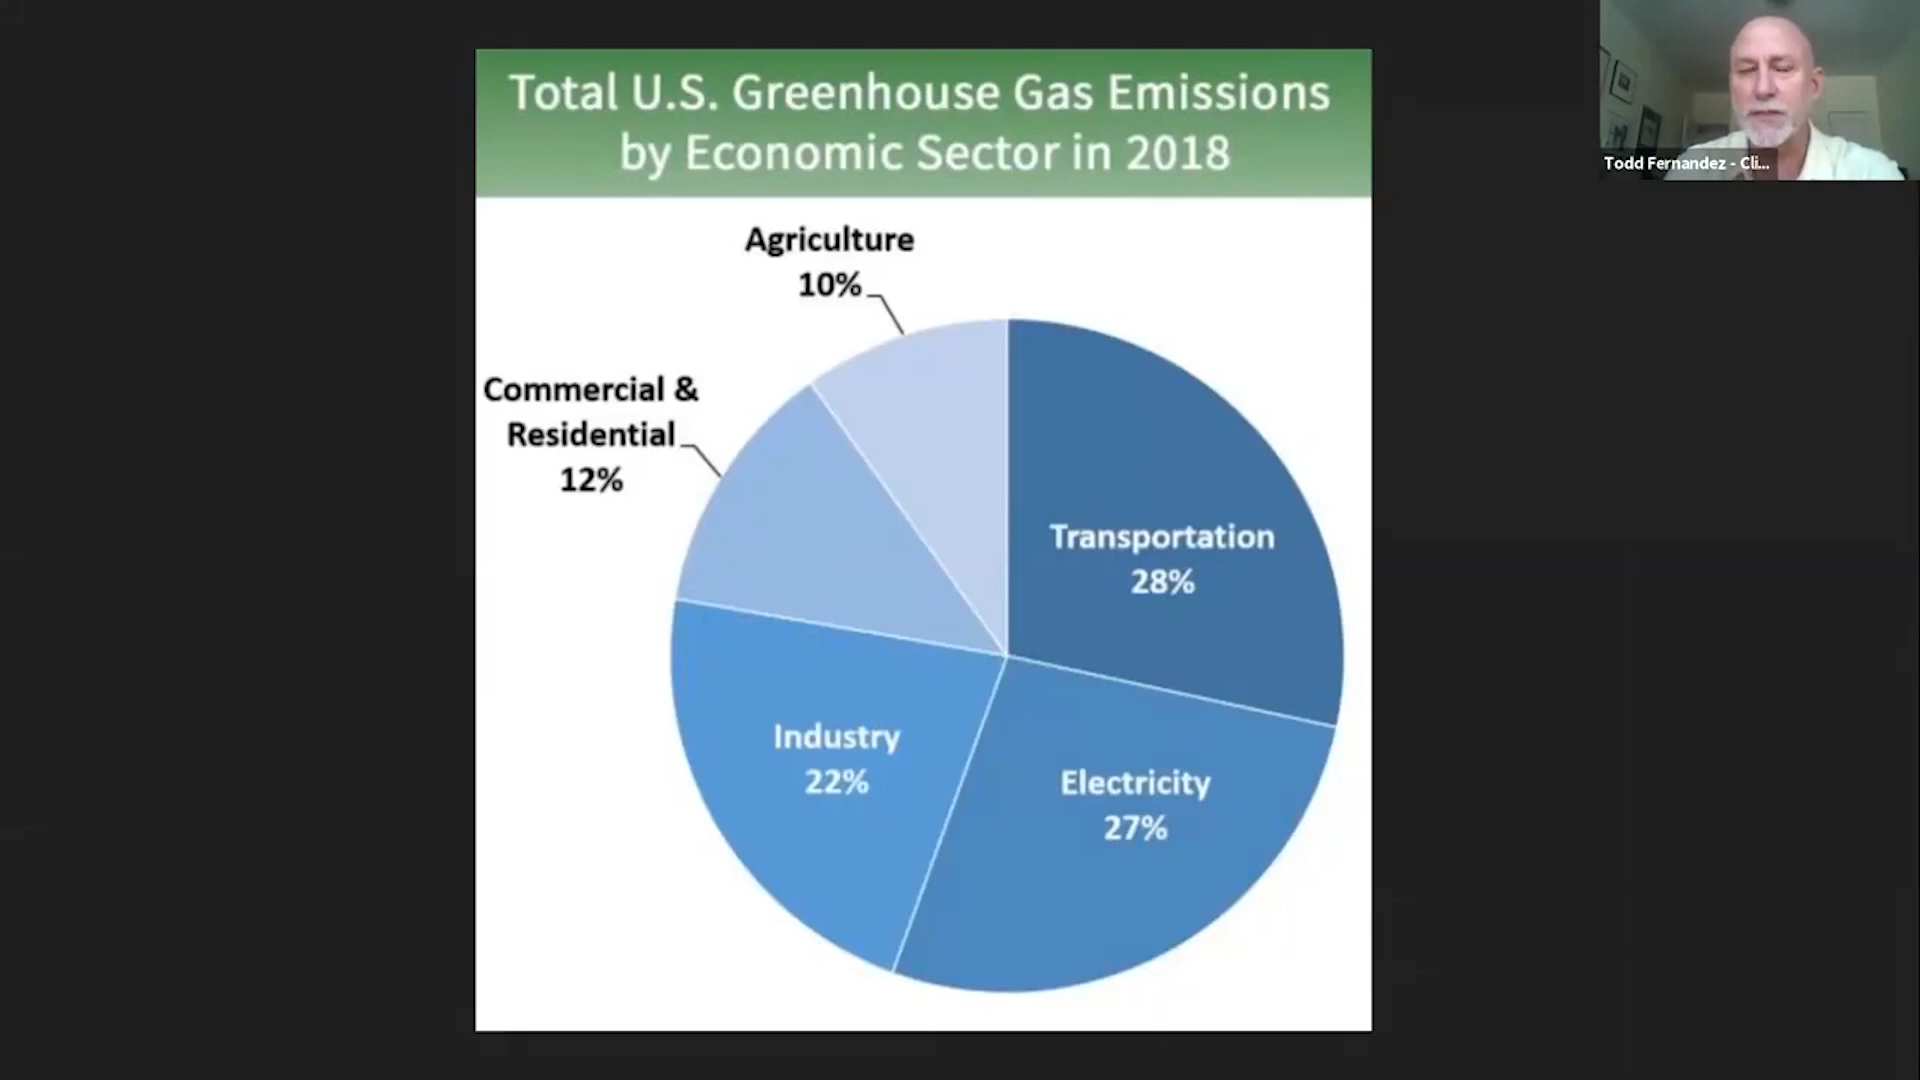 Total U.S. Greenhouse Gas Emissions
by Economic Sector in 2018
Agriculture
10%
Commercial &
Residential
12%
Transportation
28%
Industry
22%
Electricity
27%
Todd Fernandez - Cli...